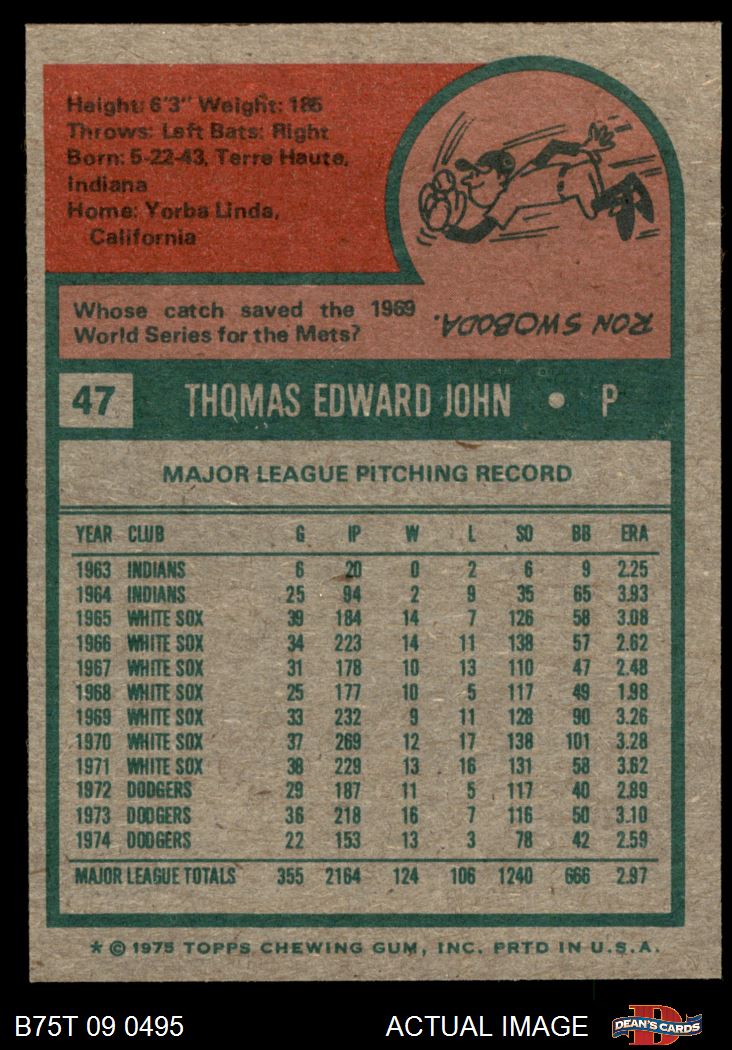 Height: 6'3" Weight: 185
Throws: Left Bats: Right
Born: 5-22-43, Terre Haute,
Indiana
Home: Yorba Linda,
California
Whose catch saved the 1969
World Series for the Mets?
RON SWOBODA.
47 THOMAS EDWARD JOHN • P
MAJOR LEAGUE PITCHING RECORD
YEAR CLUB G IP W L SO BB ERA
1963 INDIANS 6 20 0 2 6 9 2.25
1964 INDIANS 25 94 2 9 35 65 3.93
1965 WHITE SOX 39 184 14 7 126 58 3.08
1966 WHITE SOX 34 223 14 11 138 57 2.62
1967 WHITE SOX 31 178 10 13 110 47 2.48
1968 WHITE SOX 25 177 10 5 117 49 1.98
1969 WHITE SOX 33 232 9 11 128 90 3.26
1970 WHITE SOX 37 269 12 17 138 101 3.28
1971 WHITE SOX 38 229 13 16 131 58 3.62
1972 DODGERS 29 187 11 5 117 40 2.89
1973 DODGERS 36 218 16 7 116 50 3.10
1974 DODGERS 22 153 13 3 78 42 2.59
MAJOR LEAGUE TOTALS 355 2164 124 106 1240 666 2.97
* © 1975 TOPPS CHEWING GUM, INC. PRTD IN U.S.A.
B75T 09 0495 ACTUAL IMAGE D DEAN'S CARDS